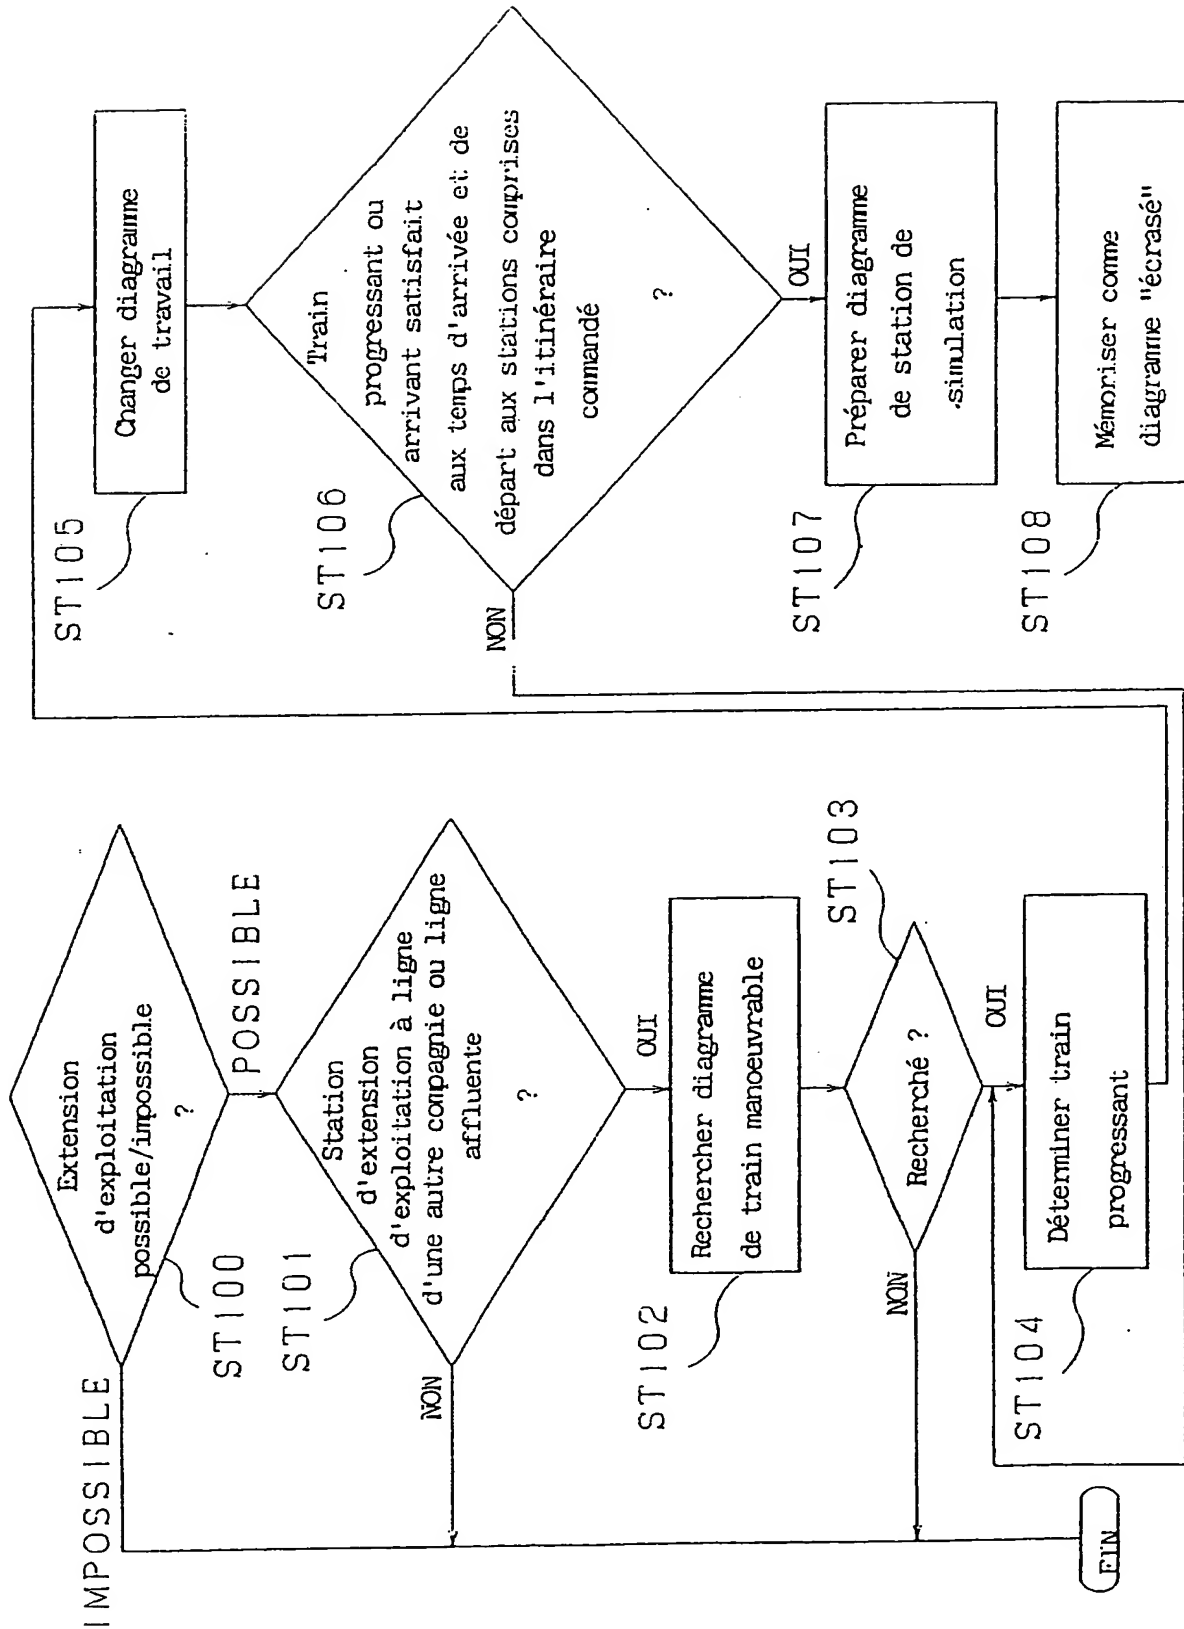 IMPOSSIBLE
Extension
d'exploitation
possible/impossible
?
ST100
POSSIBLE
Station
d'extension
d'exploitation à ligne
d'une autre compagnie ou ligne
affluente
?
ST101
NON
OUI
Rechercher diagramme
de train manoeuvrable
ST102
Recherché ?
ST103
NON
OUI
Déterminer train
progressant
ST104
FIN
Changer diagramme
de travail
ST105
Train
progressant ou
arrivant satisfait
aux temps d'arrivée et de
départ aux stations comprises
dans l'itinéraire
commandé
?
ST106
NON
OUI
Préparer diagramme
de station de
simulation
ST107
Mémoriser comme
diagramme "écrasé"
ST108